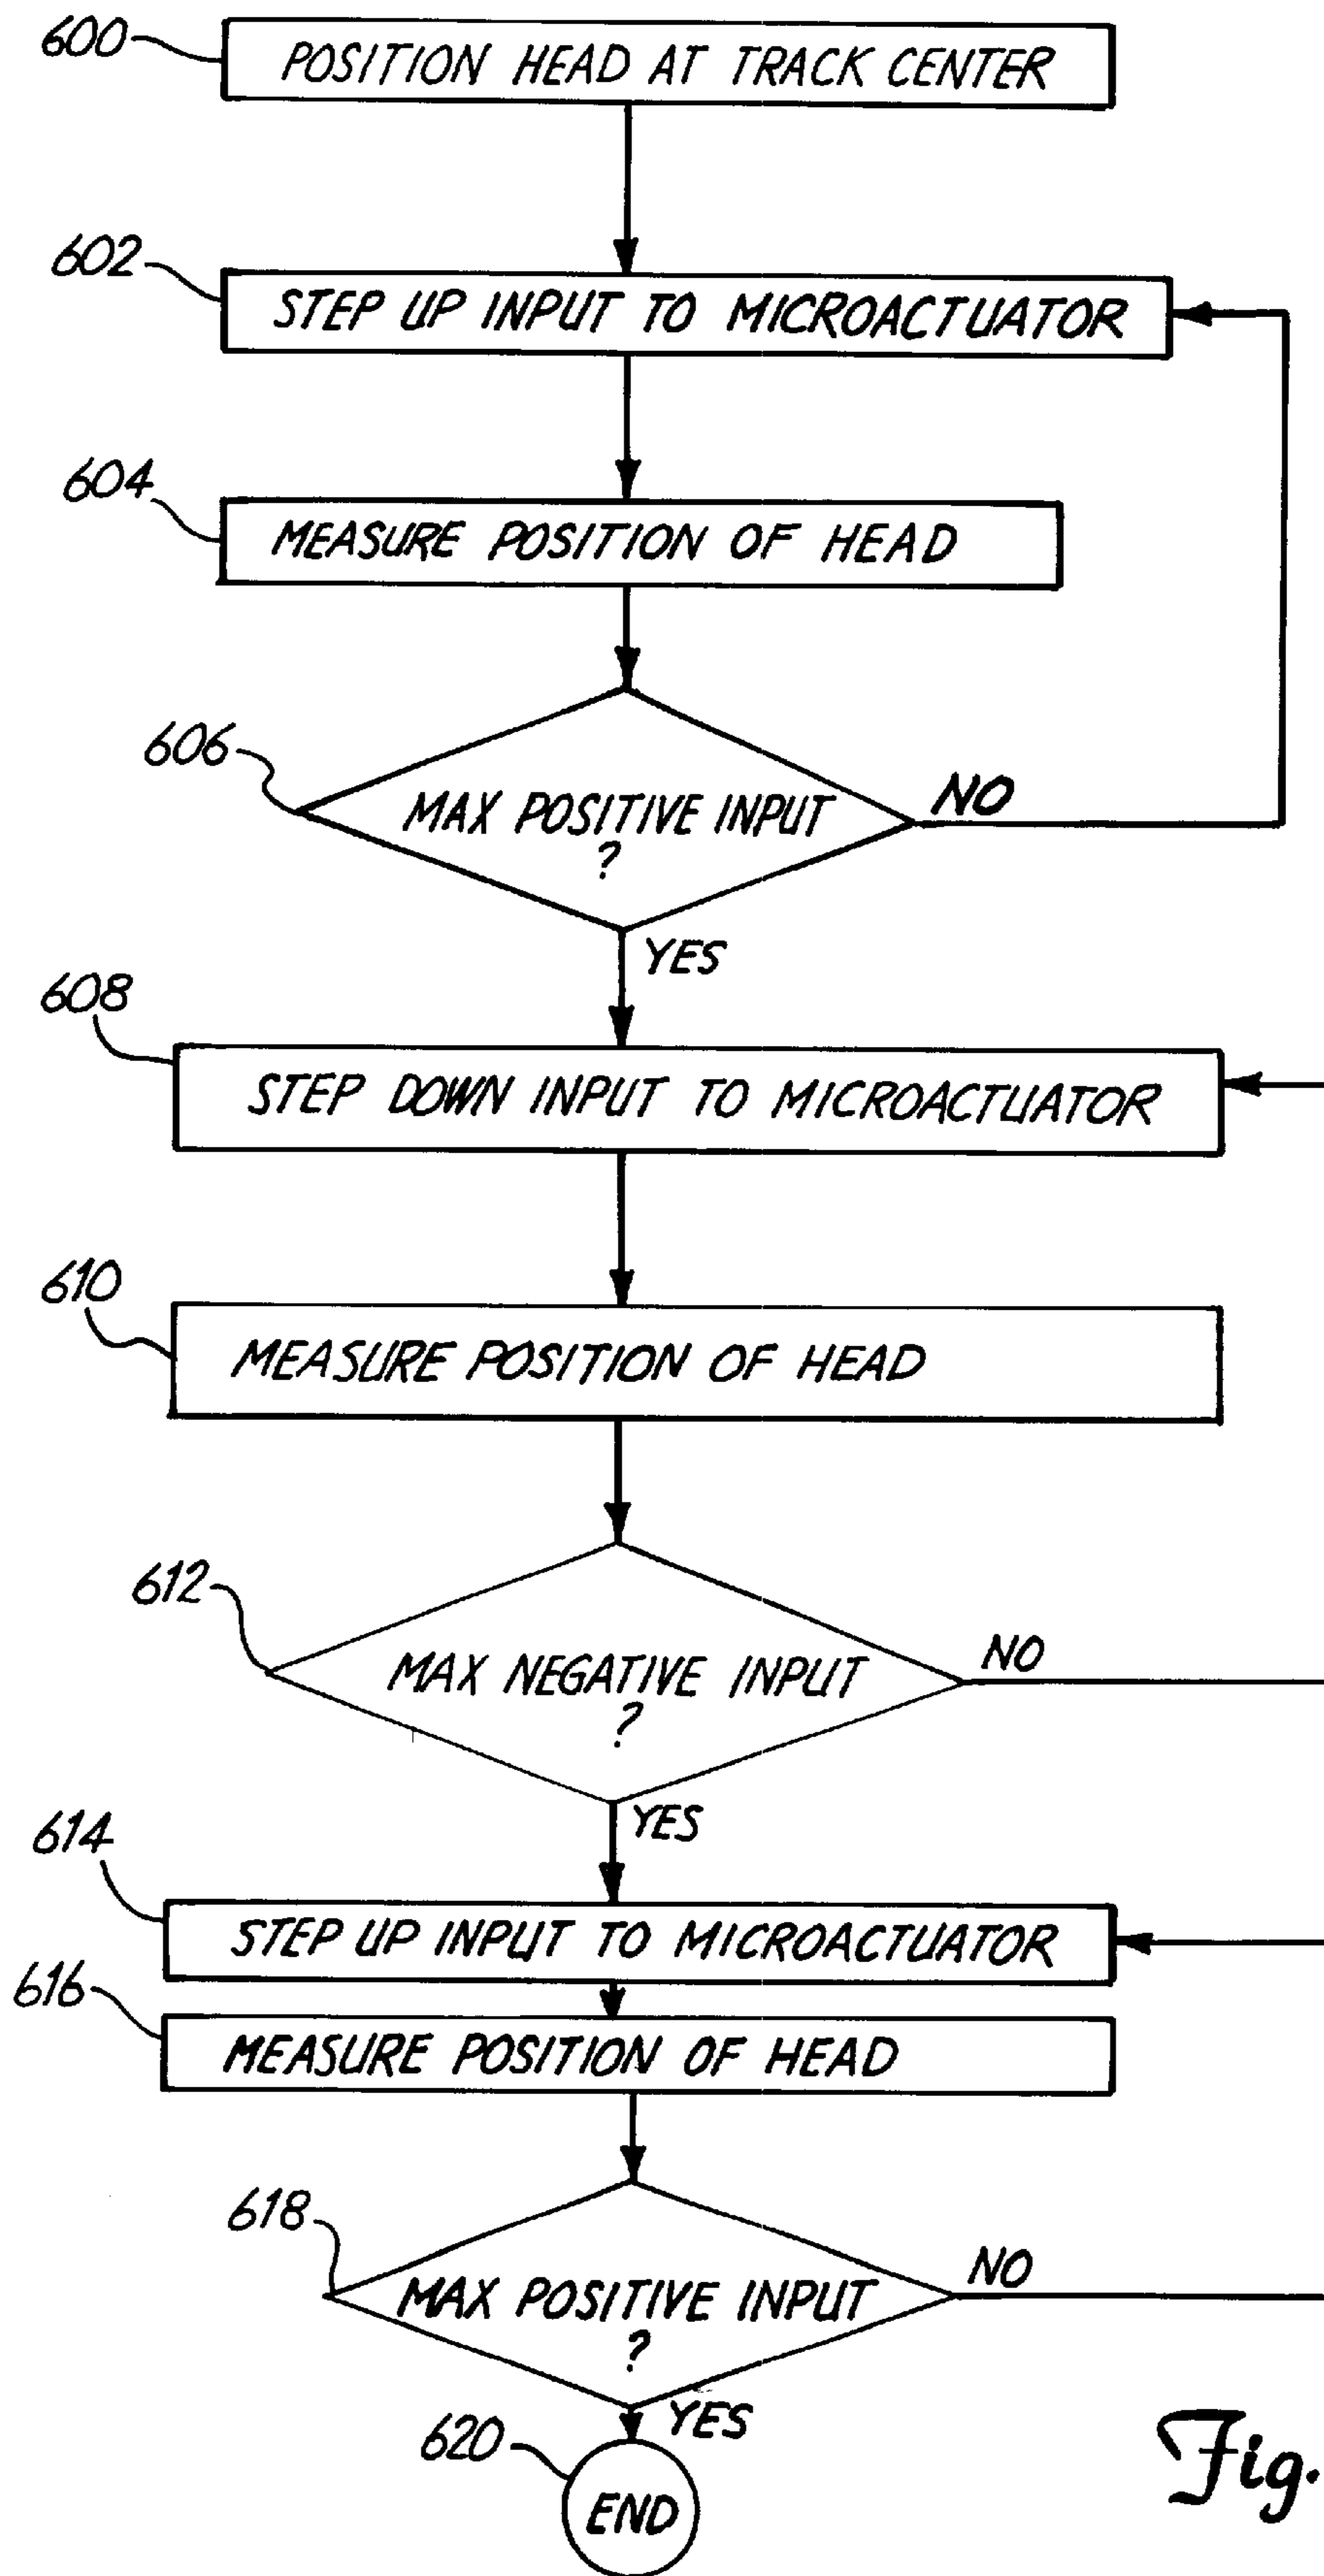 600
POSITION HEAD AT TRACK CENTER
602
STEP UP INPUT TO MICROACTUATOR
604
MEASURE POSITION OF HEAD
606
MAX POSITIVE INPUT
?
NO
YES
608
STEP DOWN INPUT TO MICROACTUATOR
610
MEASURE POSITION OF HEAD
612
MAX NEGATIVE INPUT
?
NO
YES
614
STEP UP INPUT TO MICROACTUATOR
616
MEASURE POSITION OF HEAD
618
MAX POSITIVE INPUT
?
NO
YES
620
END
Fig.